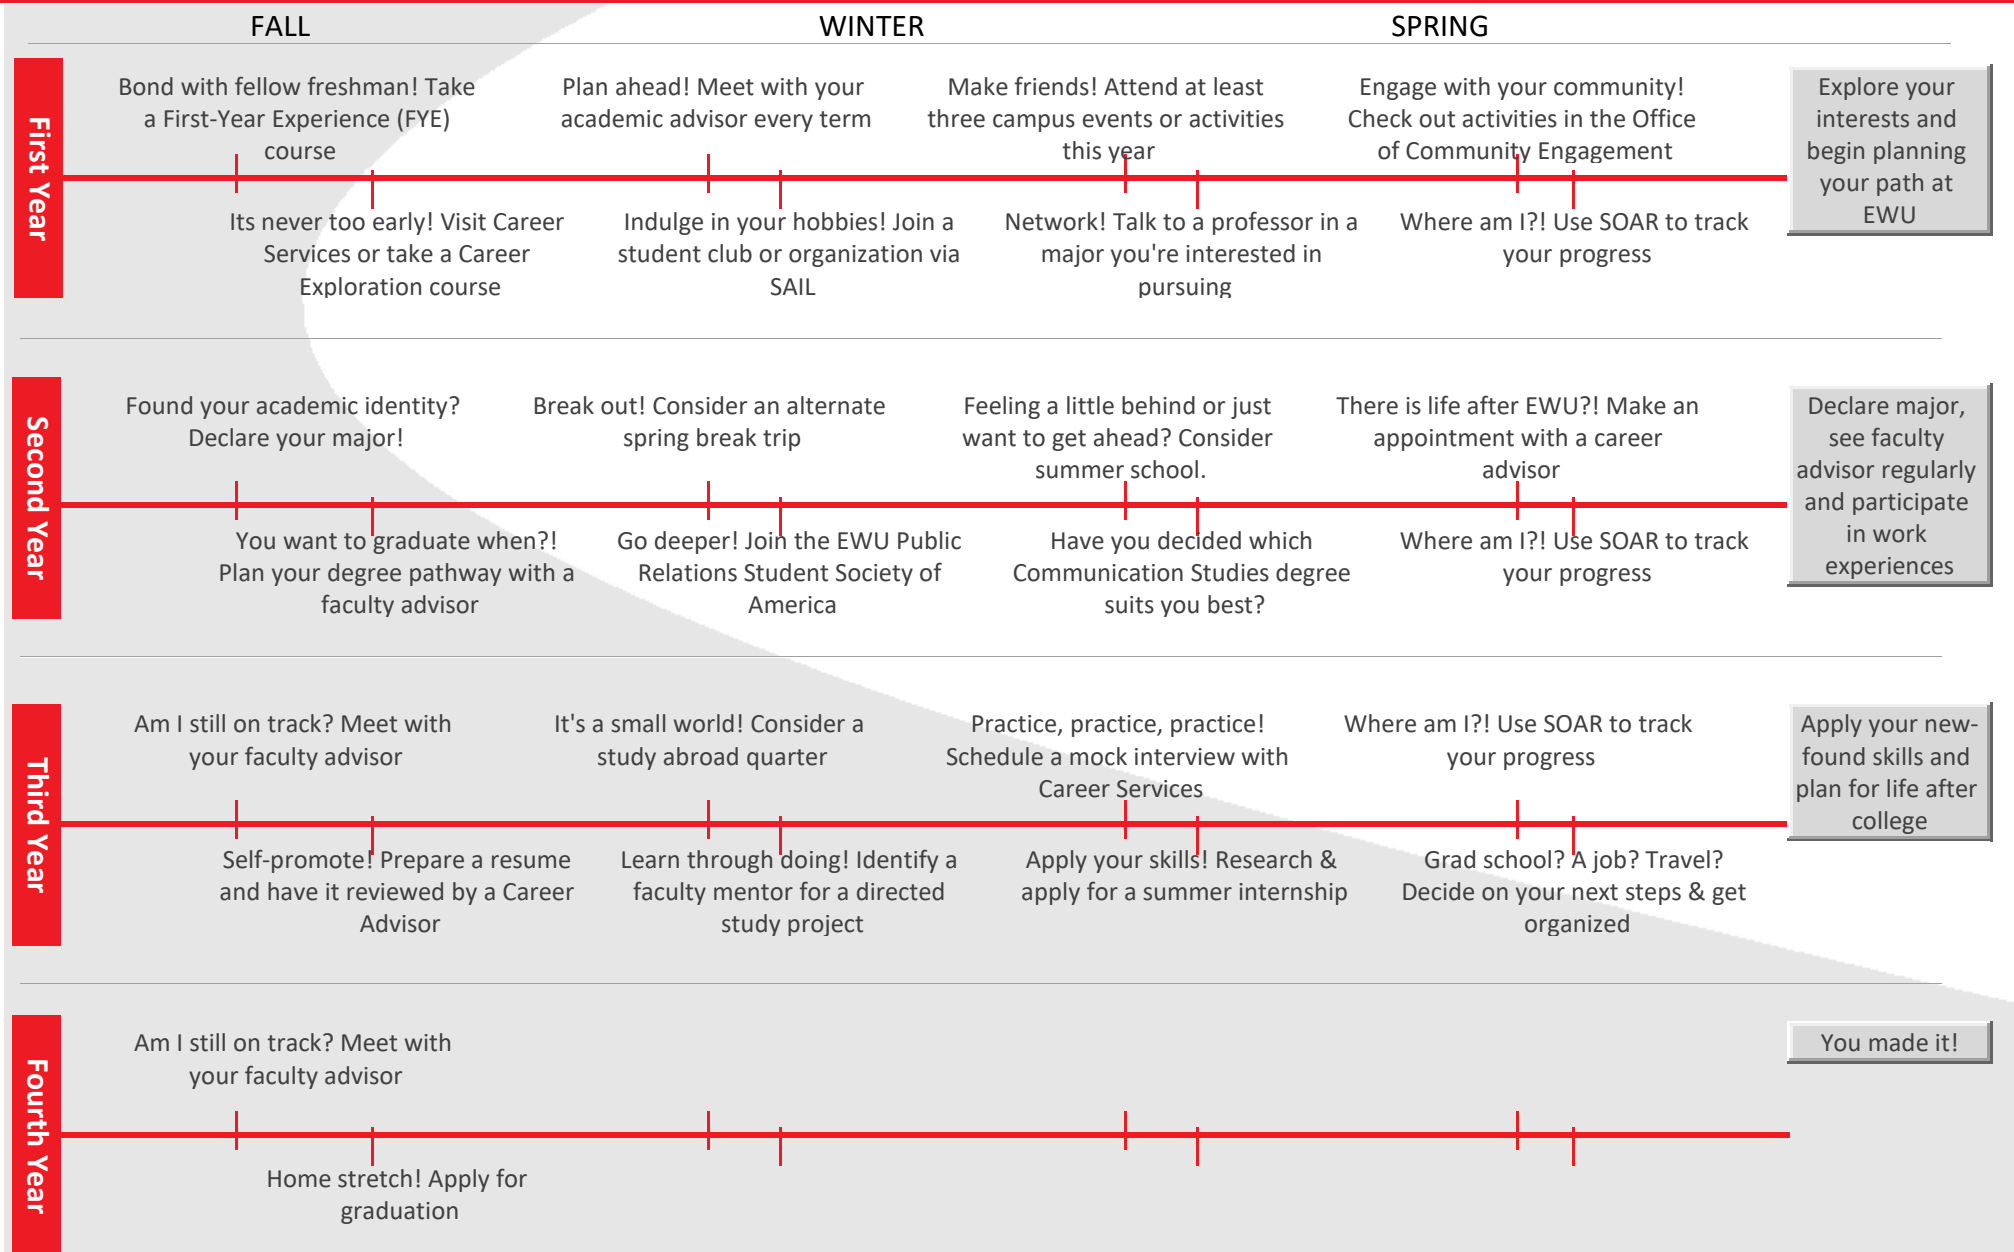 FALL
WINTER
SPRING
First Year
Bond with fellow freshman! Take
a First-Year Experience (FYE)
course
Plan ahead! Meet with your
academic advisor every term
Make friends! Attend at least
three campus events or activities
this year
Engage with your community!
Check out activities in the Office
of Community Engagement
Its never too early! Visit Career
Services or take a Career
Exploration course
Indulge in your hobbies! Join a
student club or organization via
SAIL
Network! Talk to a professor in a
major you're interested in
pursuing
Where am I?! Use SOAR to track
your progress
Explore your
interests and
begin planning
your path at
EWU
Second Year
Found your academic identity?
Declare your major!
Break out! Consider an alternate
spring break trip
Feeling a little behind or just
want to get ahead? Consider
summer school.
There is life after EWU?! Make an
appointment with a career
advisor
You want to graduate when?!
Plan your degree pathway with a
faculty advisor
Go deeper! Join the EWU Public
Relations Student Society of
America
Have you decided which
Communication Studies degree
suits you best?
Where am I?! Use SOAR to track
your progress
Declare major,
see faculty
advisor regularly
and participate
in work
experiences
Third Year
Am I still on track? Meet with
your faculty advisor
It's a small world! Consider a
study abroad quarter
Practice, practice, practice!
Schedule a mock interview with
Career Services
Where am I?! Use SOAR to track
your progress
Self-promote! Prepare a resume
and have it reviewed by a Career
Advisor
Learn through doing! Identify a
faculty mentor for a directed
study project
Apply your skills! Research &
apply for a summer internship
Grad school? A job? Travel?
Decide on your next steps & get
organized
Apply your new-
found skills and
plan for life after
college
Fourth Year
Am I still on track? Meet with
your faculty advisor
Home stretch! Apply for
graduation
You made it!